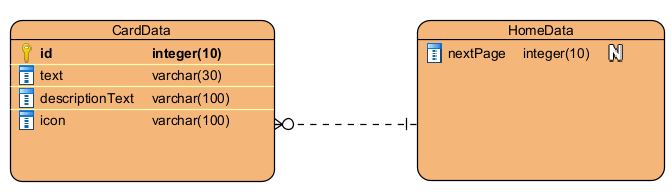 CardData
id integer(10)
text varchar(30)
descriptionText varchar(100)
icon varchar(100)
HomeData
nextPage integer(10) N